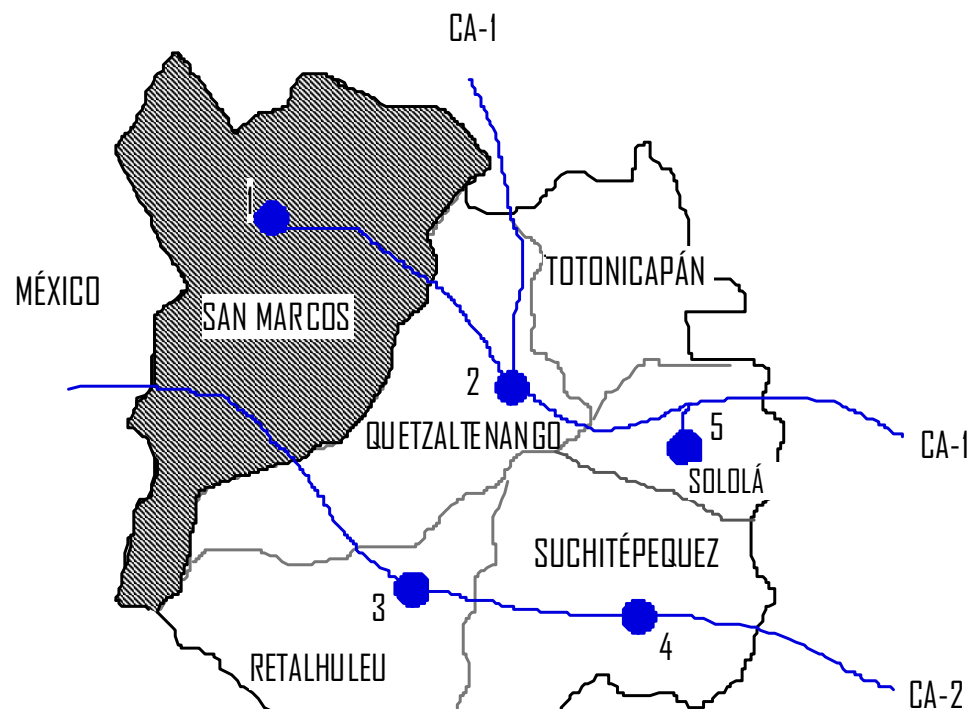 CA-1
TOTONICAPÁN
MÉXICO
1
SAN MARCOS
2
QUETZALTENANGO
5
CA-1
SOLOLÁ
SUCHITÉPEQUEZ
3
4
RETALHULEU
CA-2